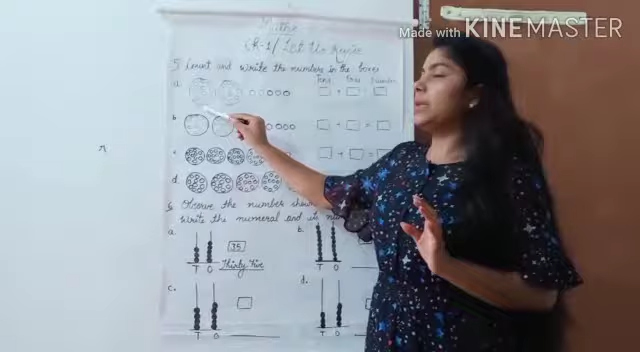 Made with KINEMASTER
Maths
Ch-1/ Let Us Revise
5 Count and write the numbers in the boxes
Tens Ones Number
a. + =
b. + =
c. + =
d.
6 Observe the number
Write the numeral and its
a. 35 b.
T O Thirty Five T O
c. d.
T O T O